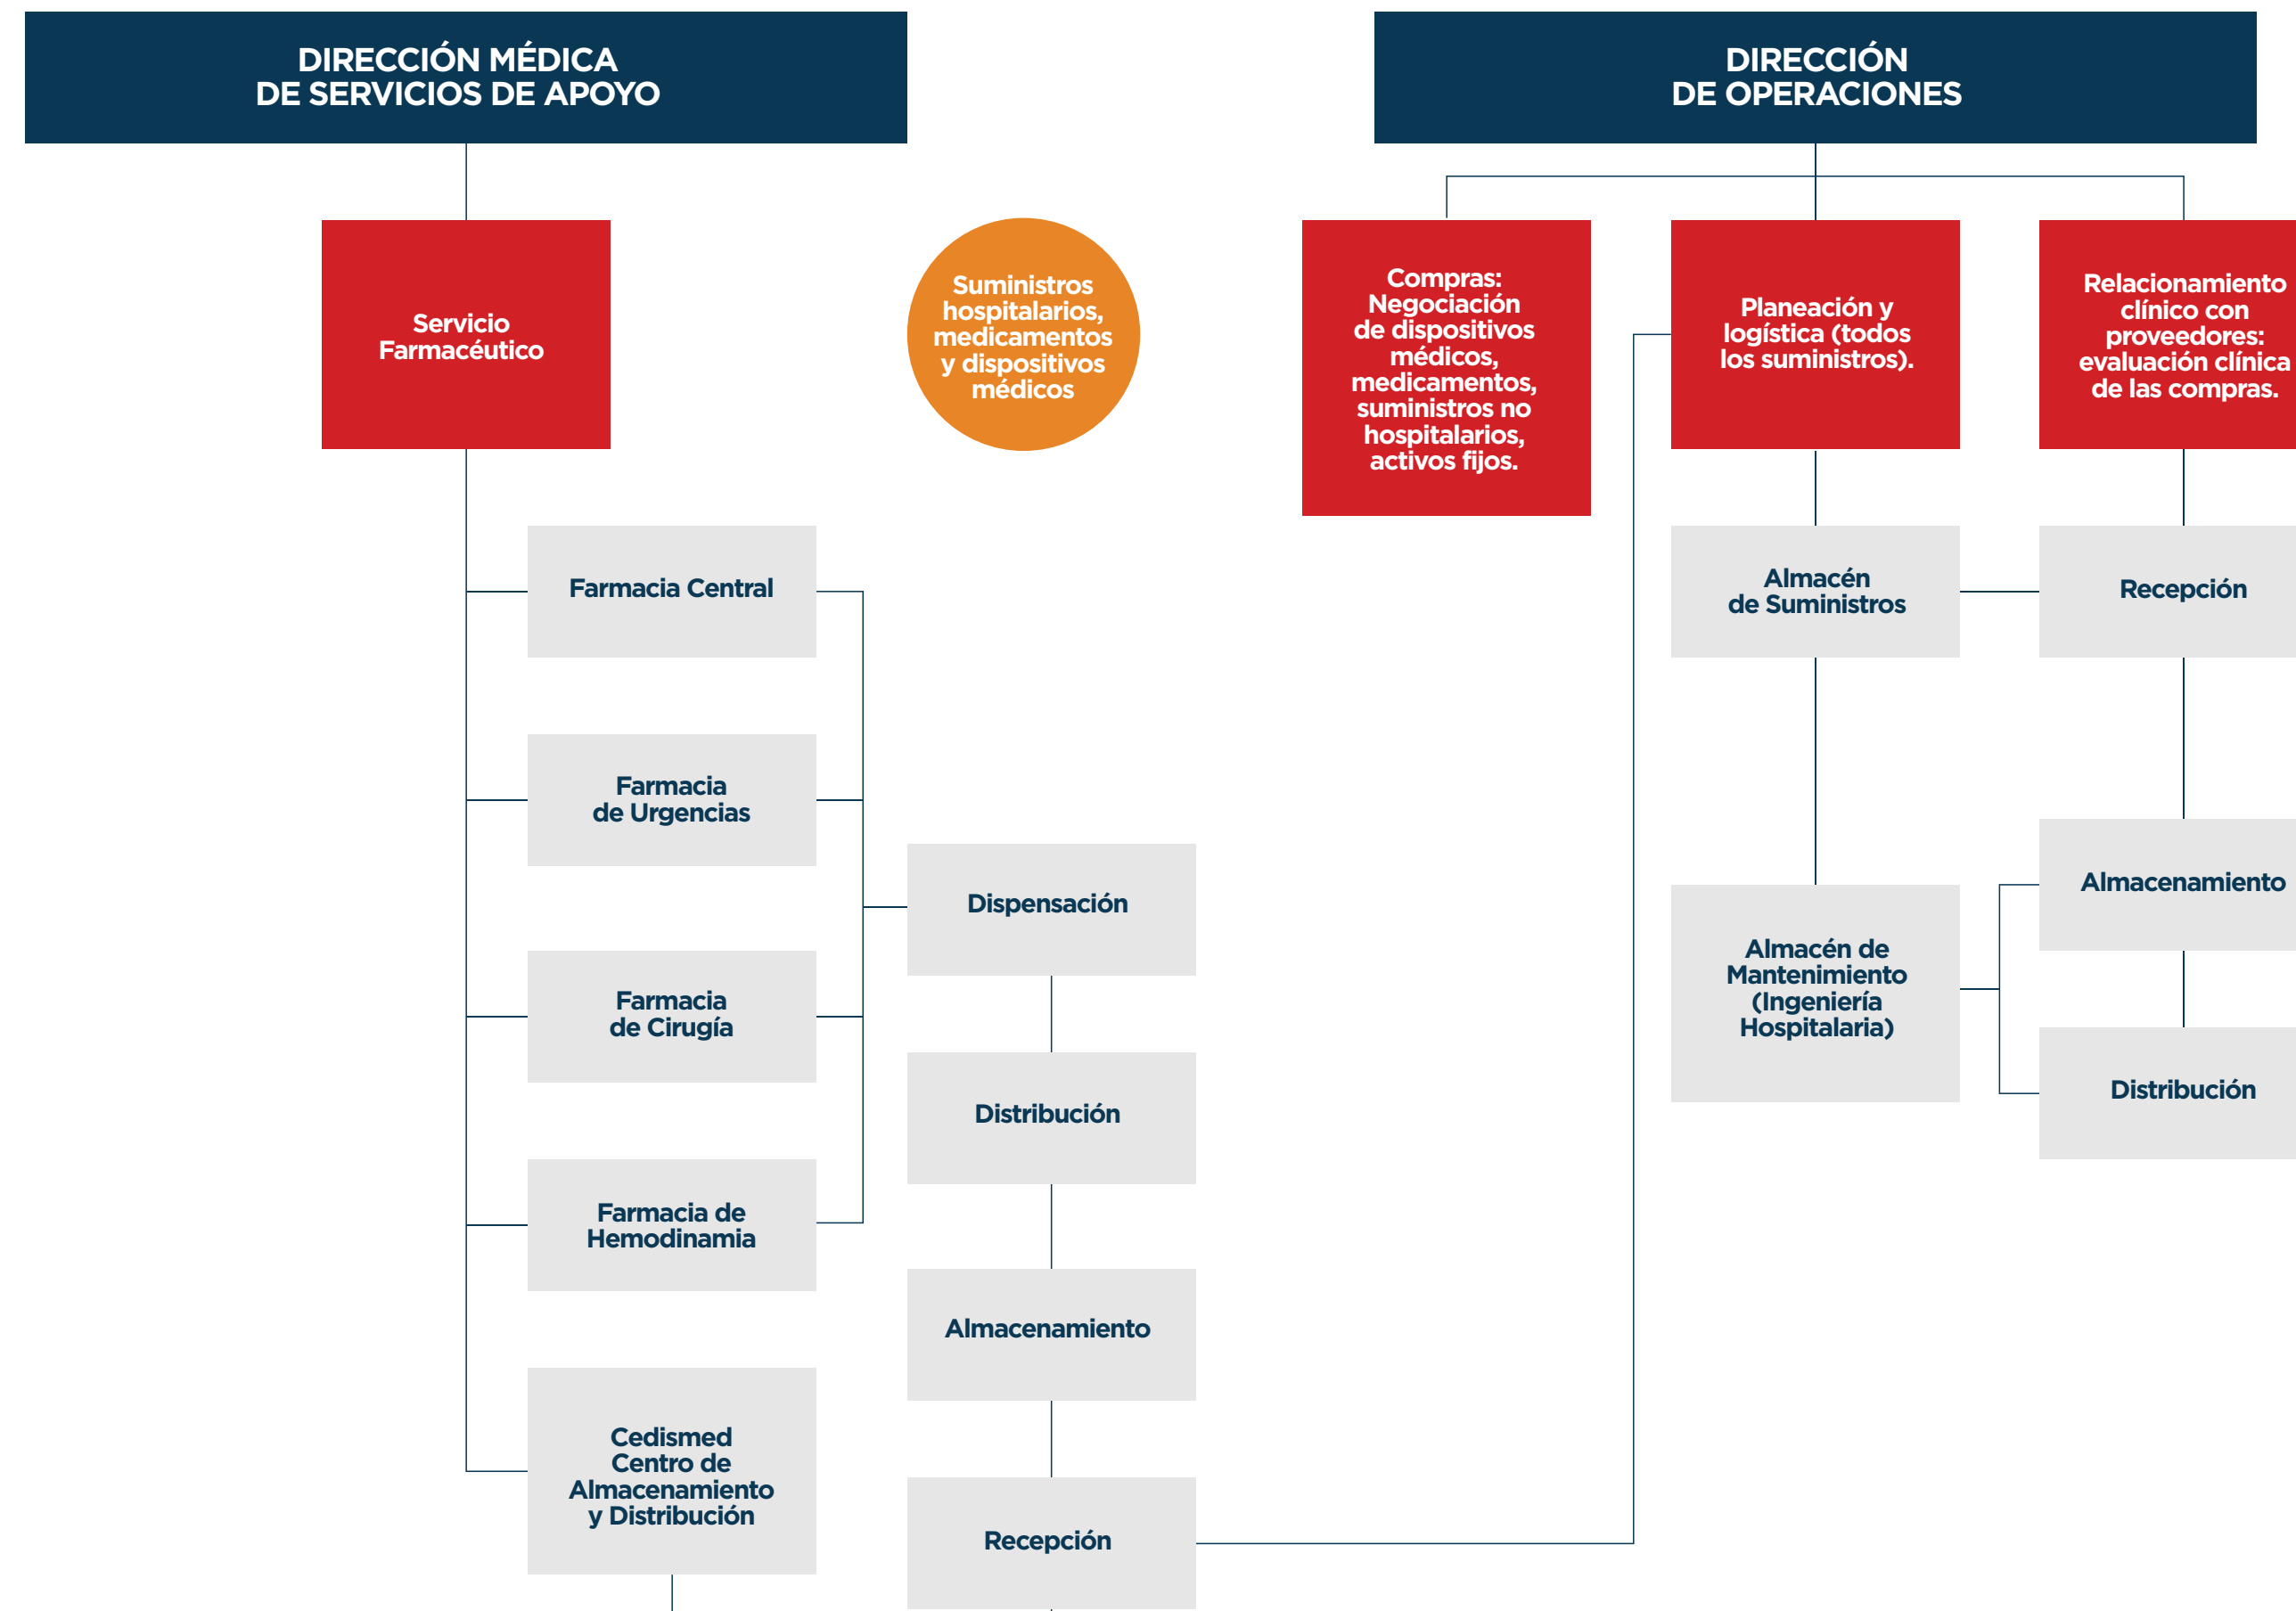 DIRECCIÓN MÉDICA
DE SERVICIOS DE APOYO
DIRECCIÓN
DE OPERACIONES
Servicio
Farmacéutico
Suministros
hospitalarios,
medicamentos
y dispositivos
médicos
Compras:
Negociación
de dispositivos
médicos,
medicamentos,
suministros no
hospitalarios,
activos fijos.
Planeación y
logística (todos
los suministros).
Relacionamiento
clínico con
proveedores:
evaluación clínica
de las compras.
Farmacia Central
Almacén
de Suministros
Recepción
Farmacia
de Urgencias
Dispensación
Almacenamiento
Farmacia
de Cirugía
Almacén de
Mantenimiento
(Ingeniería
Hospitalaria)
Distribución
Distribución
Farmacia de
Hemodinamia
Almacenamiento
Cedismed
Centro de
Almacenamiento
y Distribución
Recepción